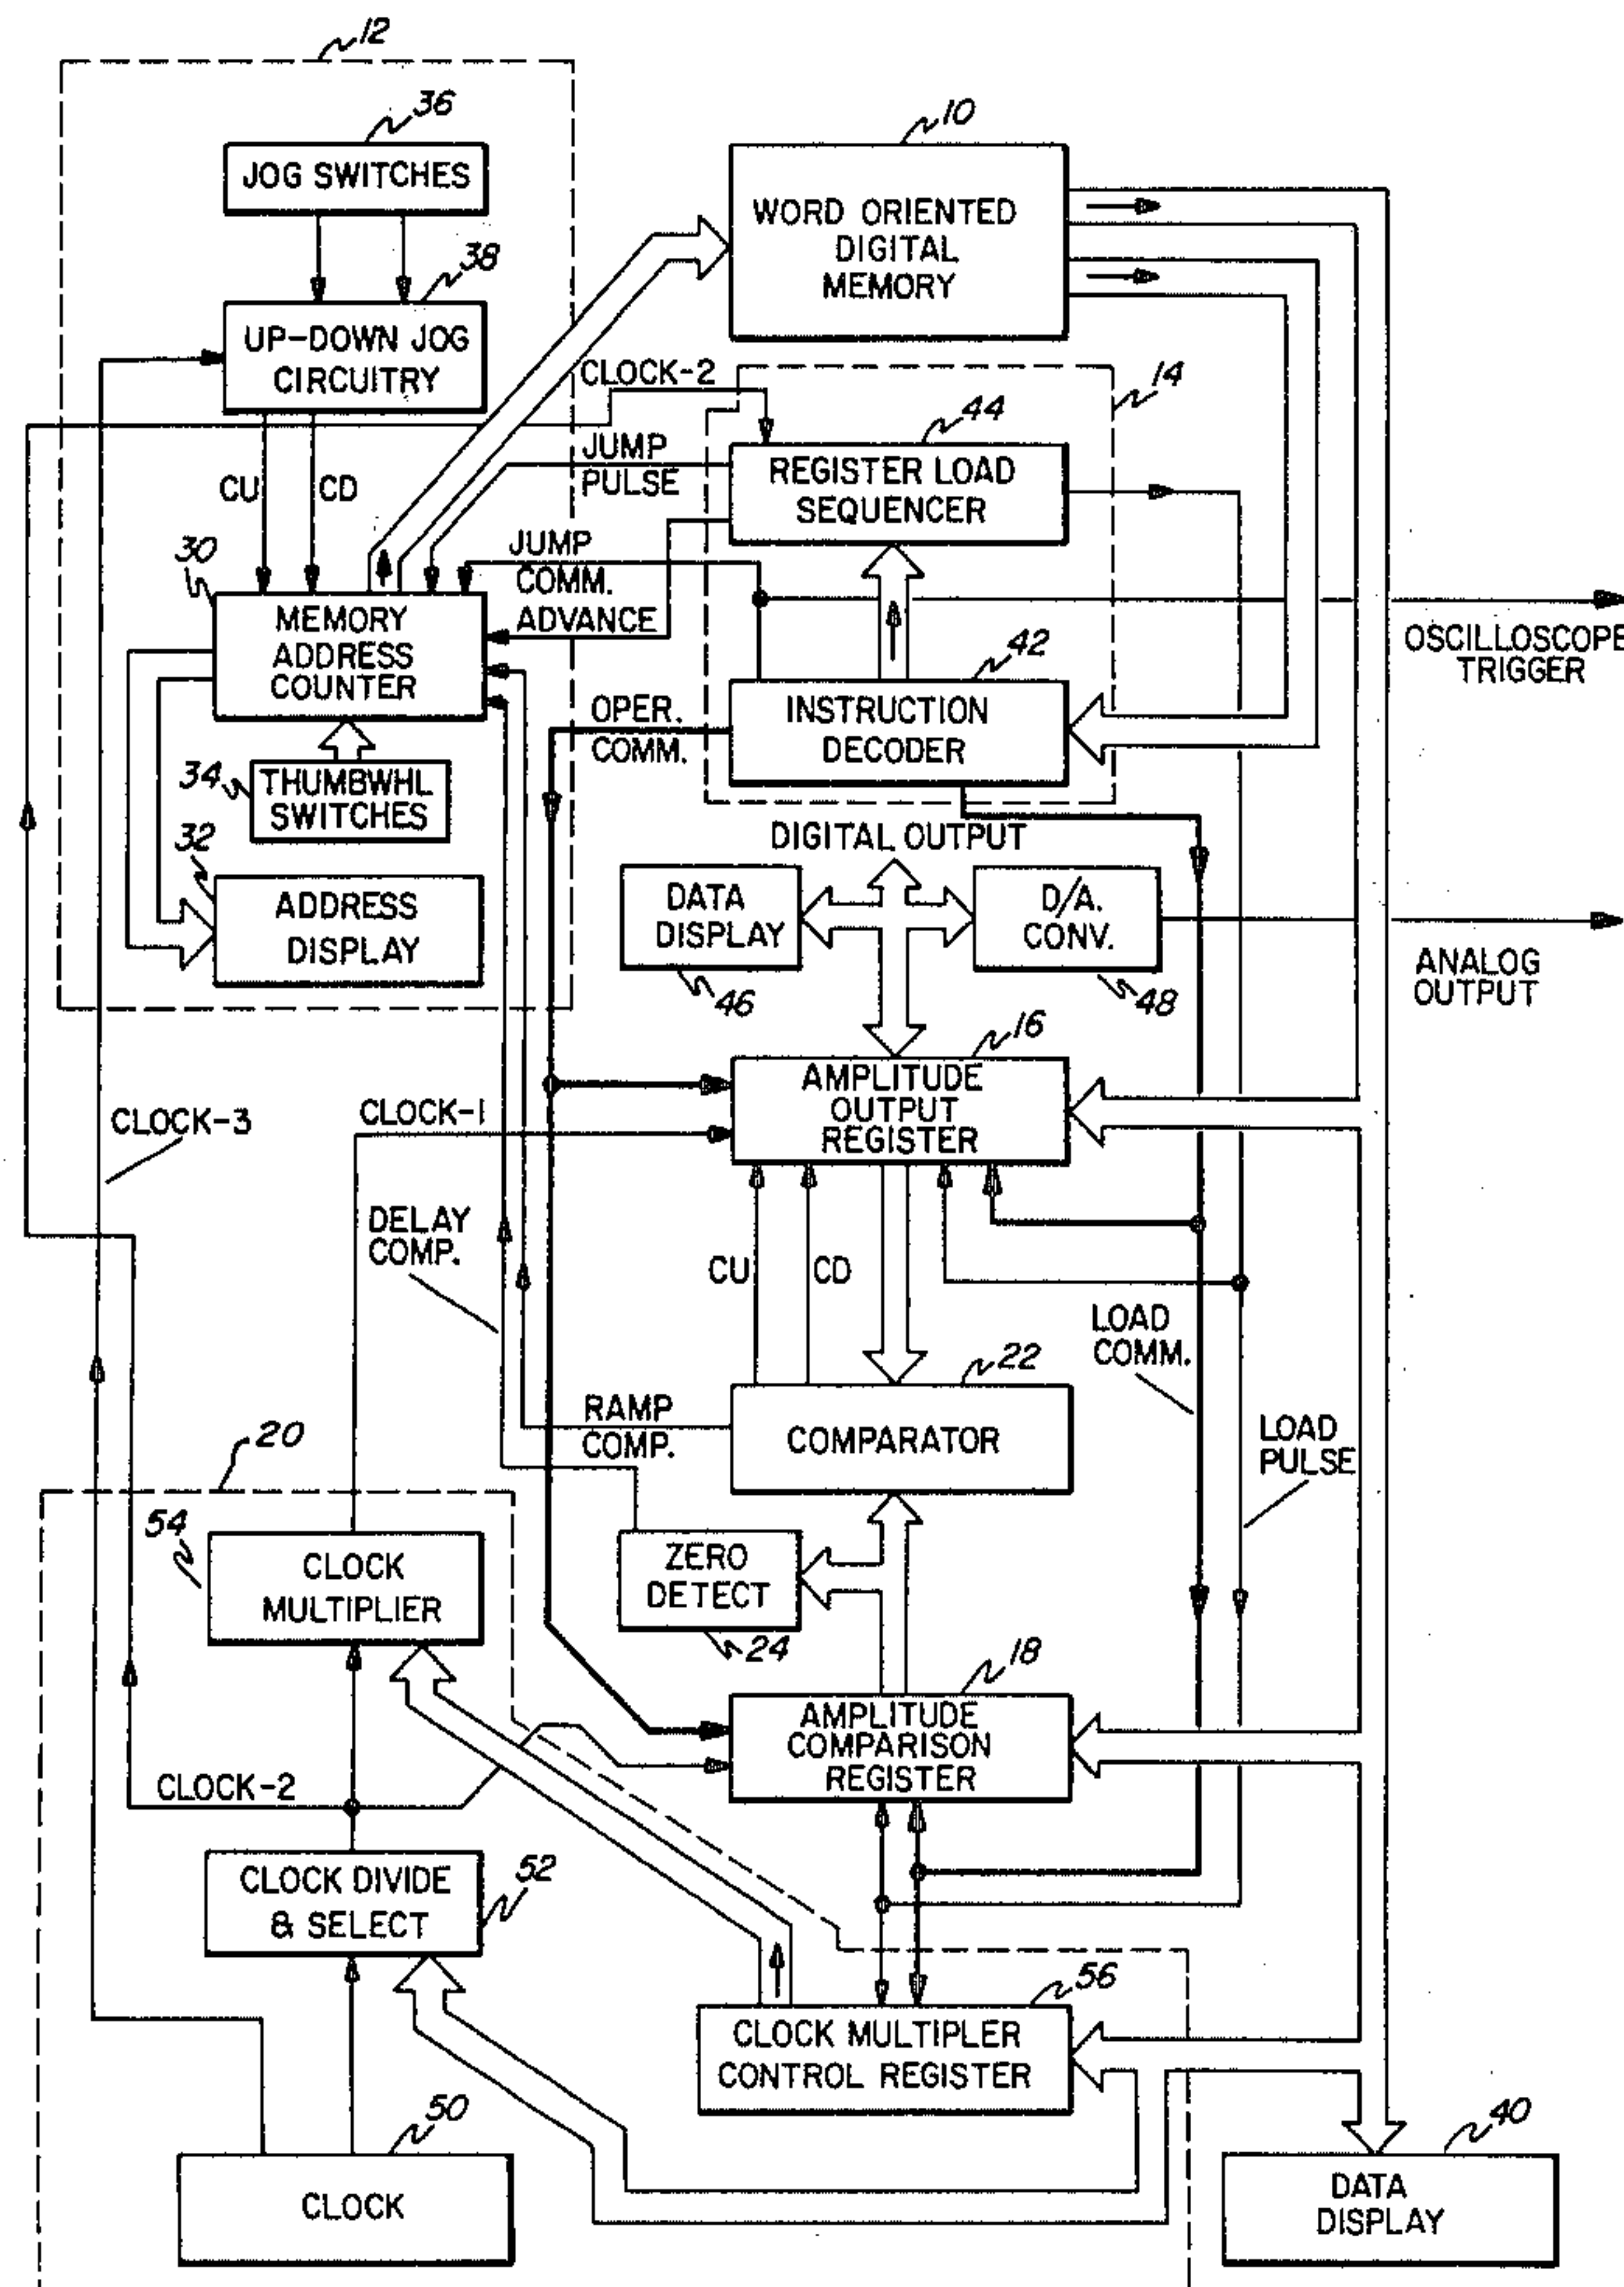 12
36
JOG SWITCHES
10
WORD ORIENTED
DIGITAL
MEMORY
38
UP-DOWN JOG
CIRCUITRY
CLOCK-2
14
44
JUMP
PULSE
REGISTER LOAD
SEQUENCER
CU
CD
30
JUMP
COMM.
ADVANCE
MEMORY
ADDRESS
COUNTER
OSCILLOSCOPE
TRIGGER
42
OPER.
COMM.
INSTRUCTION
DECODER
34
THUMBWHL
SWITCHES
32
ADDRESS
DISPLAY
DIGITAL OUTPUT
DATA
DISPLAY
46
D/A.
CONV.
48
ANALOG
OUTPUT
16
AMPLITUDE
OUTPUT
REGISTER
CLOCK-3
CLOCK-1
DELAY
COMP.
CU
CD
LOAD
COMM.
22
RAMP
COMP.
COMPARATOR
LOAD
PULSE
20
54
CLOCK
MULTIPLIER
ZERO
DETECT
24
18
AMPLITUDE
COMPARISON
REGISTER
CLOCK-2
CLOCK DIVIDE
& SELECT
52
56
CLOCK MULTIPLER
CONTROL REGISTER
50
CLOCK
40
DATA
DISPLAY